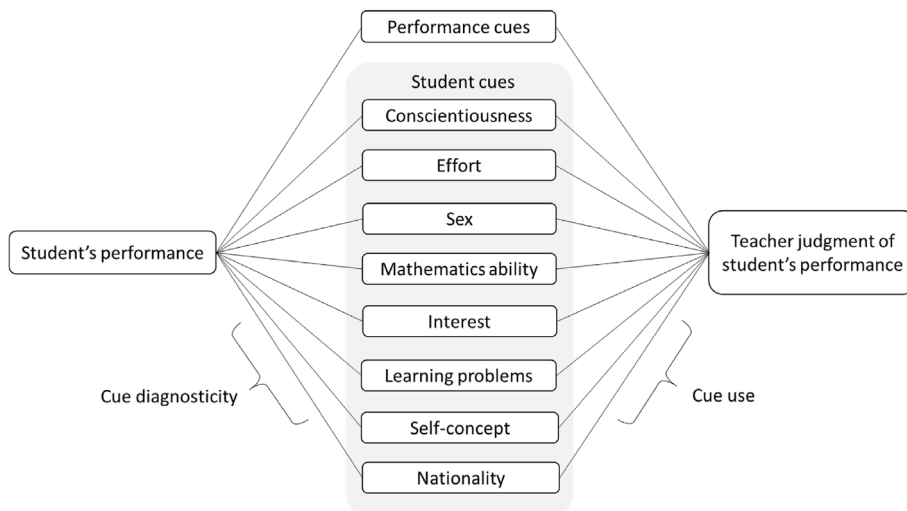 Performance cues
Student cues
Conscientiousness
Effort
Sex
Student’s performance
Mathematics ability
Teacher judgment of
student’s performance
Interest
Learning problems
Cue diagnosticity
Cue use
Self-concept
Nationality